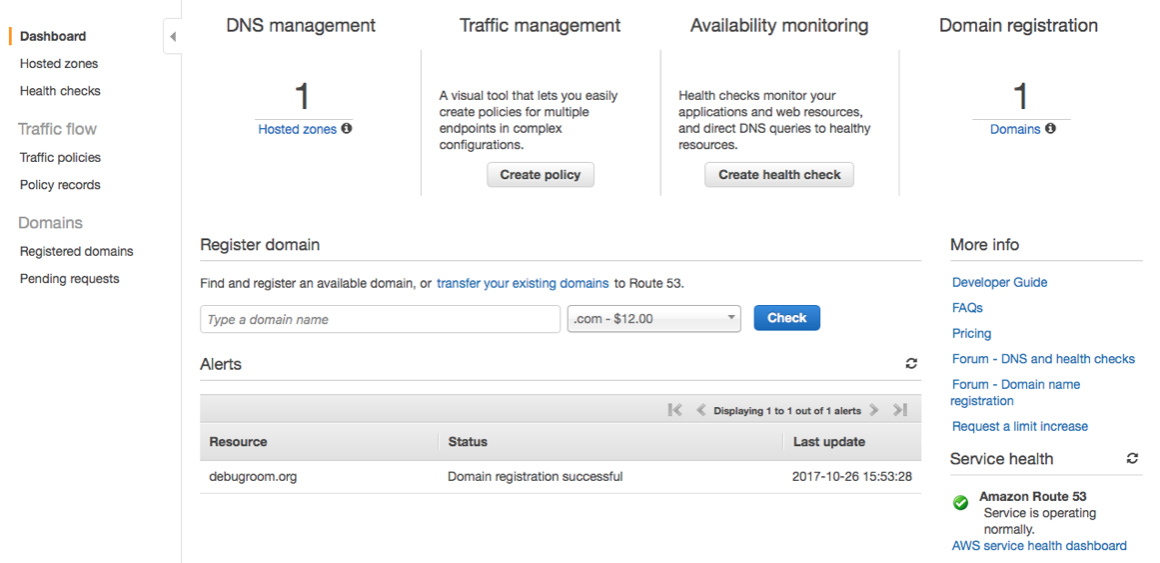 Dashboard
Hosted zones
Health checks
Traffic flow
Traffic policies
Policy records
Domains
Registered domains
Pending requests
DNS management
1
Hosted zones
Traffic management
A visual tool that lets you easily
create policies for multiple
endpoints in complex
configurations.
Create policy
Availability monitoring
Health checks monitor your
applications and web resources,
and direct DNS queries to healthy
resources.
Create health check
Domain registration
1
Domains
Register domain
Find and register an available domain, or transfer your existing domains to Route 53.
Type a domain name
.com - $12.00
Check
Alerts
Displaying 1 to 1 out of 1 alerts
Resource Status Last update
debugroom.org Domain registration successful 2017-10-26 15:53:28
More info
Developer Guide
FAQs
Pricing
Forum - DNS and health checks
Forum - Domain name
registration
Request a limit increase
Service health
Amazon Route 53
Service is operating
normally.
AWS service health dashboard